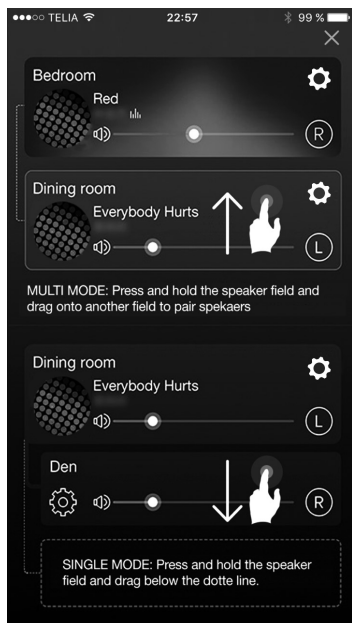 TELIA 22:57 99 %
Bedroom
Red
R
Dining room
Everybody Hurts
L
MULTI MODE: Press and hold the speaker field and
drag onto another field to pair spekaers
Dining room
Everybody Hurts
L
Den
R
SINGLE MODE: Press and hold the speaker
field and drag below the dotte line.